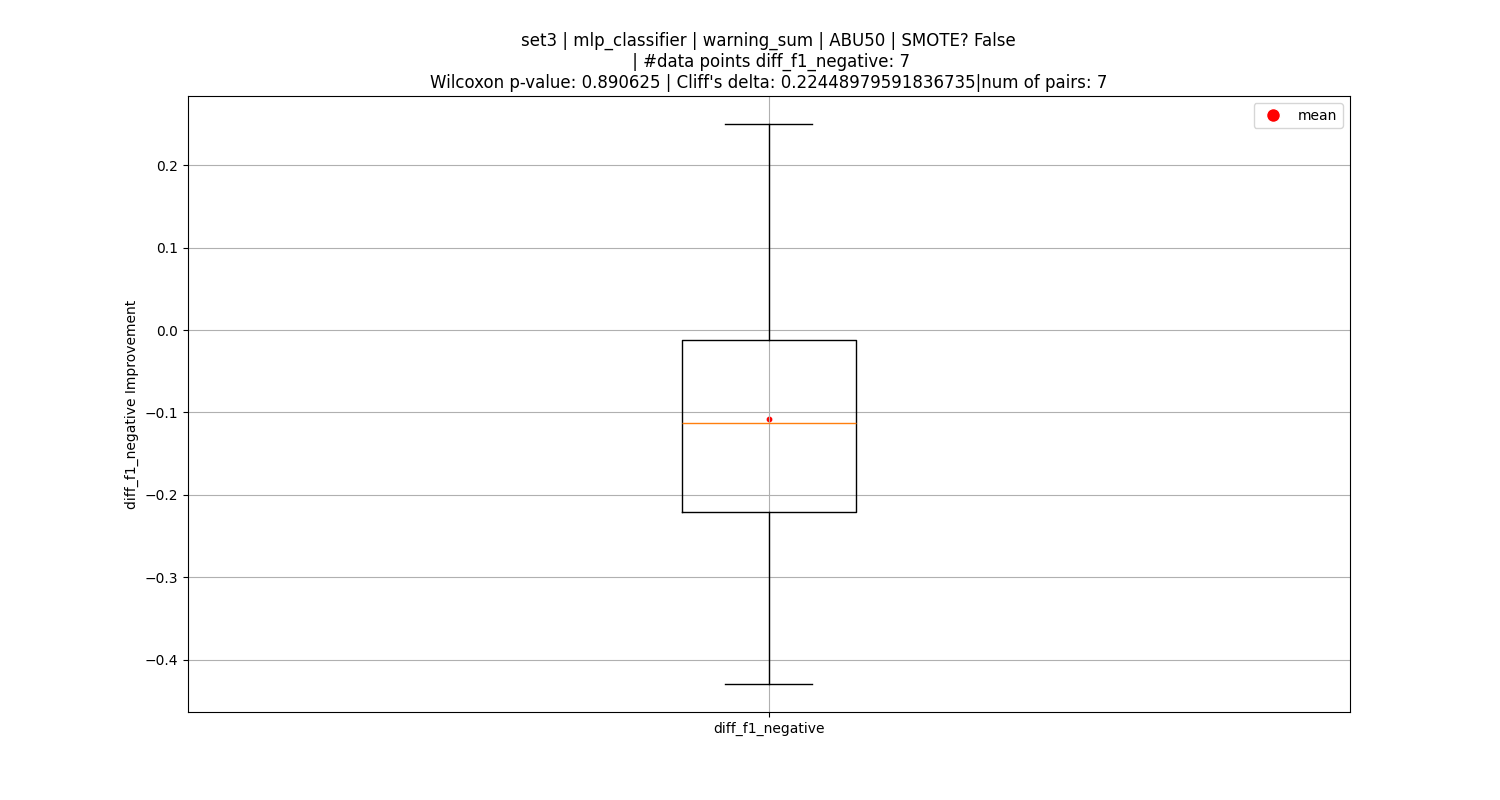 set3 | mlp_classifier | warning_sum | ABU50 | SMOTE? False
| #data points diff_f1_negative: 7
Wilcoxon p-value: 0.890625 | Cliff's delta: 0.22448979591836735|num of pairs: 7
mean
0.2
0.1
0.0
−0.1
−0.2
−0.3
−0.4
diff_f1_negative Improvement
diff_f1_negative